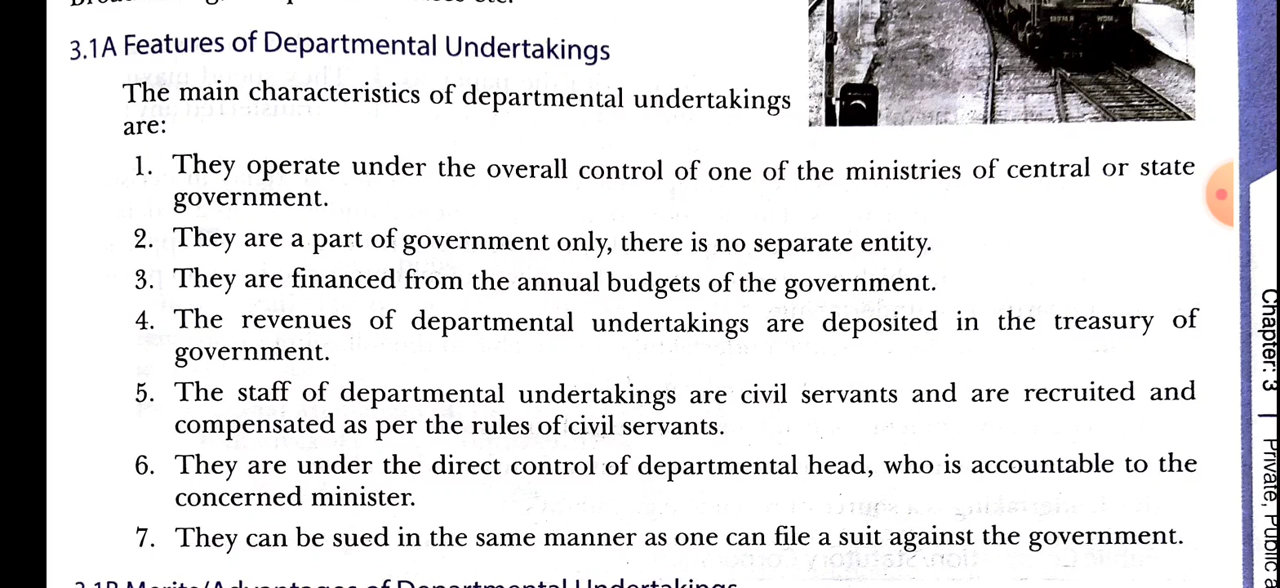 3.1A Features of Departmental Undertakings
The main characteristics of departmental undertakings
are:
1. They operate under the overall control of one of the ministries of central or state
government.
2. They are a part of government only, there is no separate entity.
3. They are financed from the annual budgets of the government.
4. The revenues of departmental undertakings are deposited in the treasury of
government.
5. The staff of departmental undertakings are civil servants and are recruited and
compensated as per the rules of civil servants.
6. They are under the direct control of departmental head, who is accountable to the
concerned minister.
7. They can be sued in the same manner as one can file a suit against the government.
Chapter: 3 | Private, Public